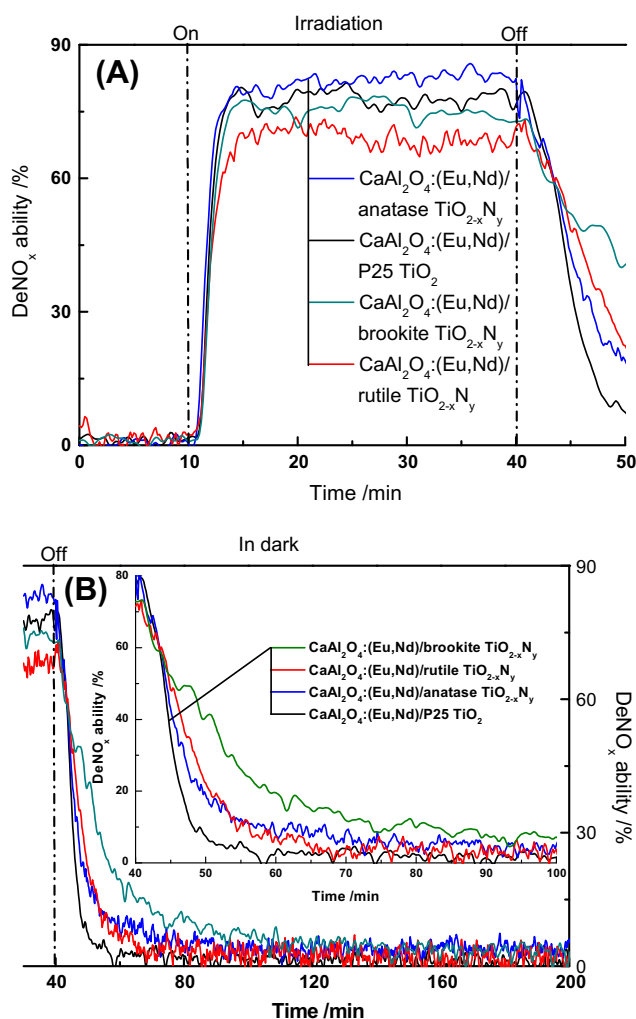 Irradiation
On
Off
(A)
90
60
30
0
DeNOx ability /%
CaAl2O4:(Eu,Nd)/
anatase TiO2-xNy
CaAl2O4:(Eu,Nd)/
P25 TiO2
CaAl2O4:(Eu,Nd)/
brookite TiO2-xNy
CaAl2O4:(Eu,Nd)/
rutile TiO2-xNy
0 10 20 30 40 50
Time /min
In dark
Off
(B)
80
60
40
20
0
DeNOx ability /%
CaAl2O4:(Eu,Nd)/brookite TiO2-xNy
CaAl2O4:(Eu,Nd)/rutile TiO2-xNy
CaAl2O4:(Eu,Nd)/anatase TiO2-xNy
CaAl2O4:(Eu,Nd)/P25 TiO2
40 50 60 70 80 90 100
Time /min
90
60
30
0
DeNOx ability /%
40 80 120 160 200
Time /min